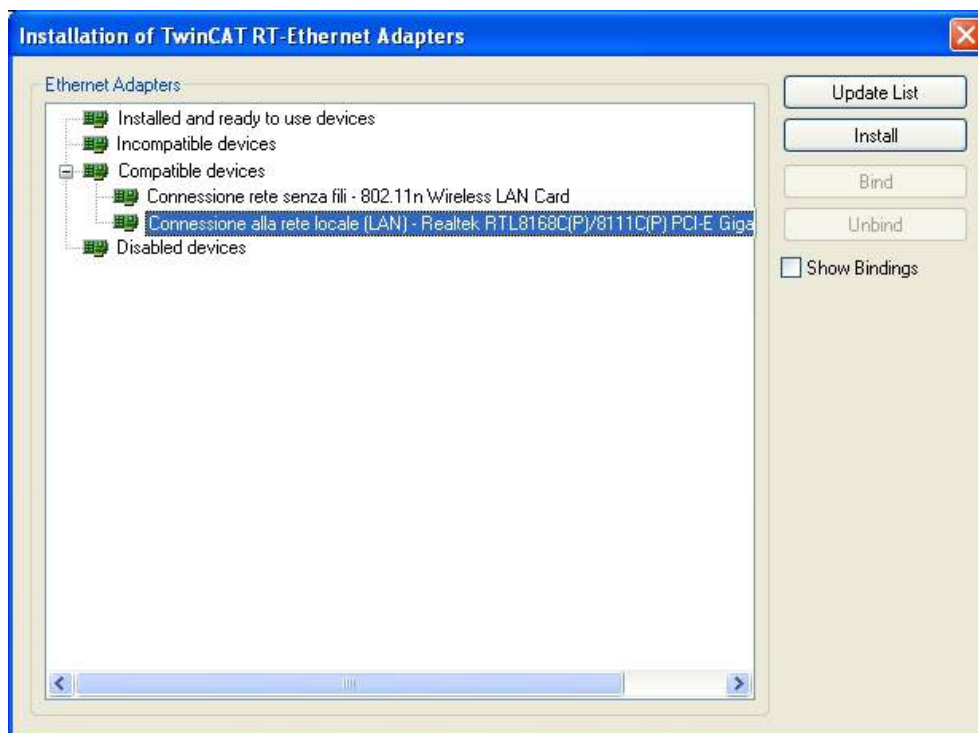 Installation of TwinCAT RT-Ethernet Adapters
Ethernet Adapters
Installed and ready to use devices
Incompatible devices
Compatible devices
Connessione rete senza fili - 802.11n Wireless LAN Card
Connessione alla rete locale (LAN) - Realtek RTL8168C(P)/8111C(P) PCI-E Giga
Disabled devices
Update List
Install
Bind
Unbind
Show Bindings